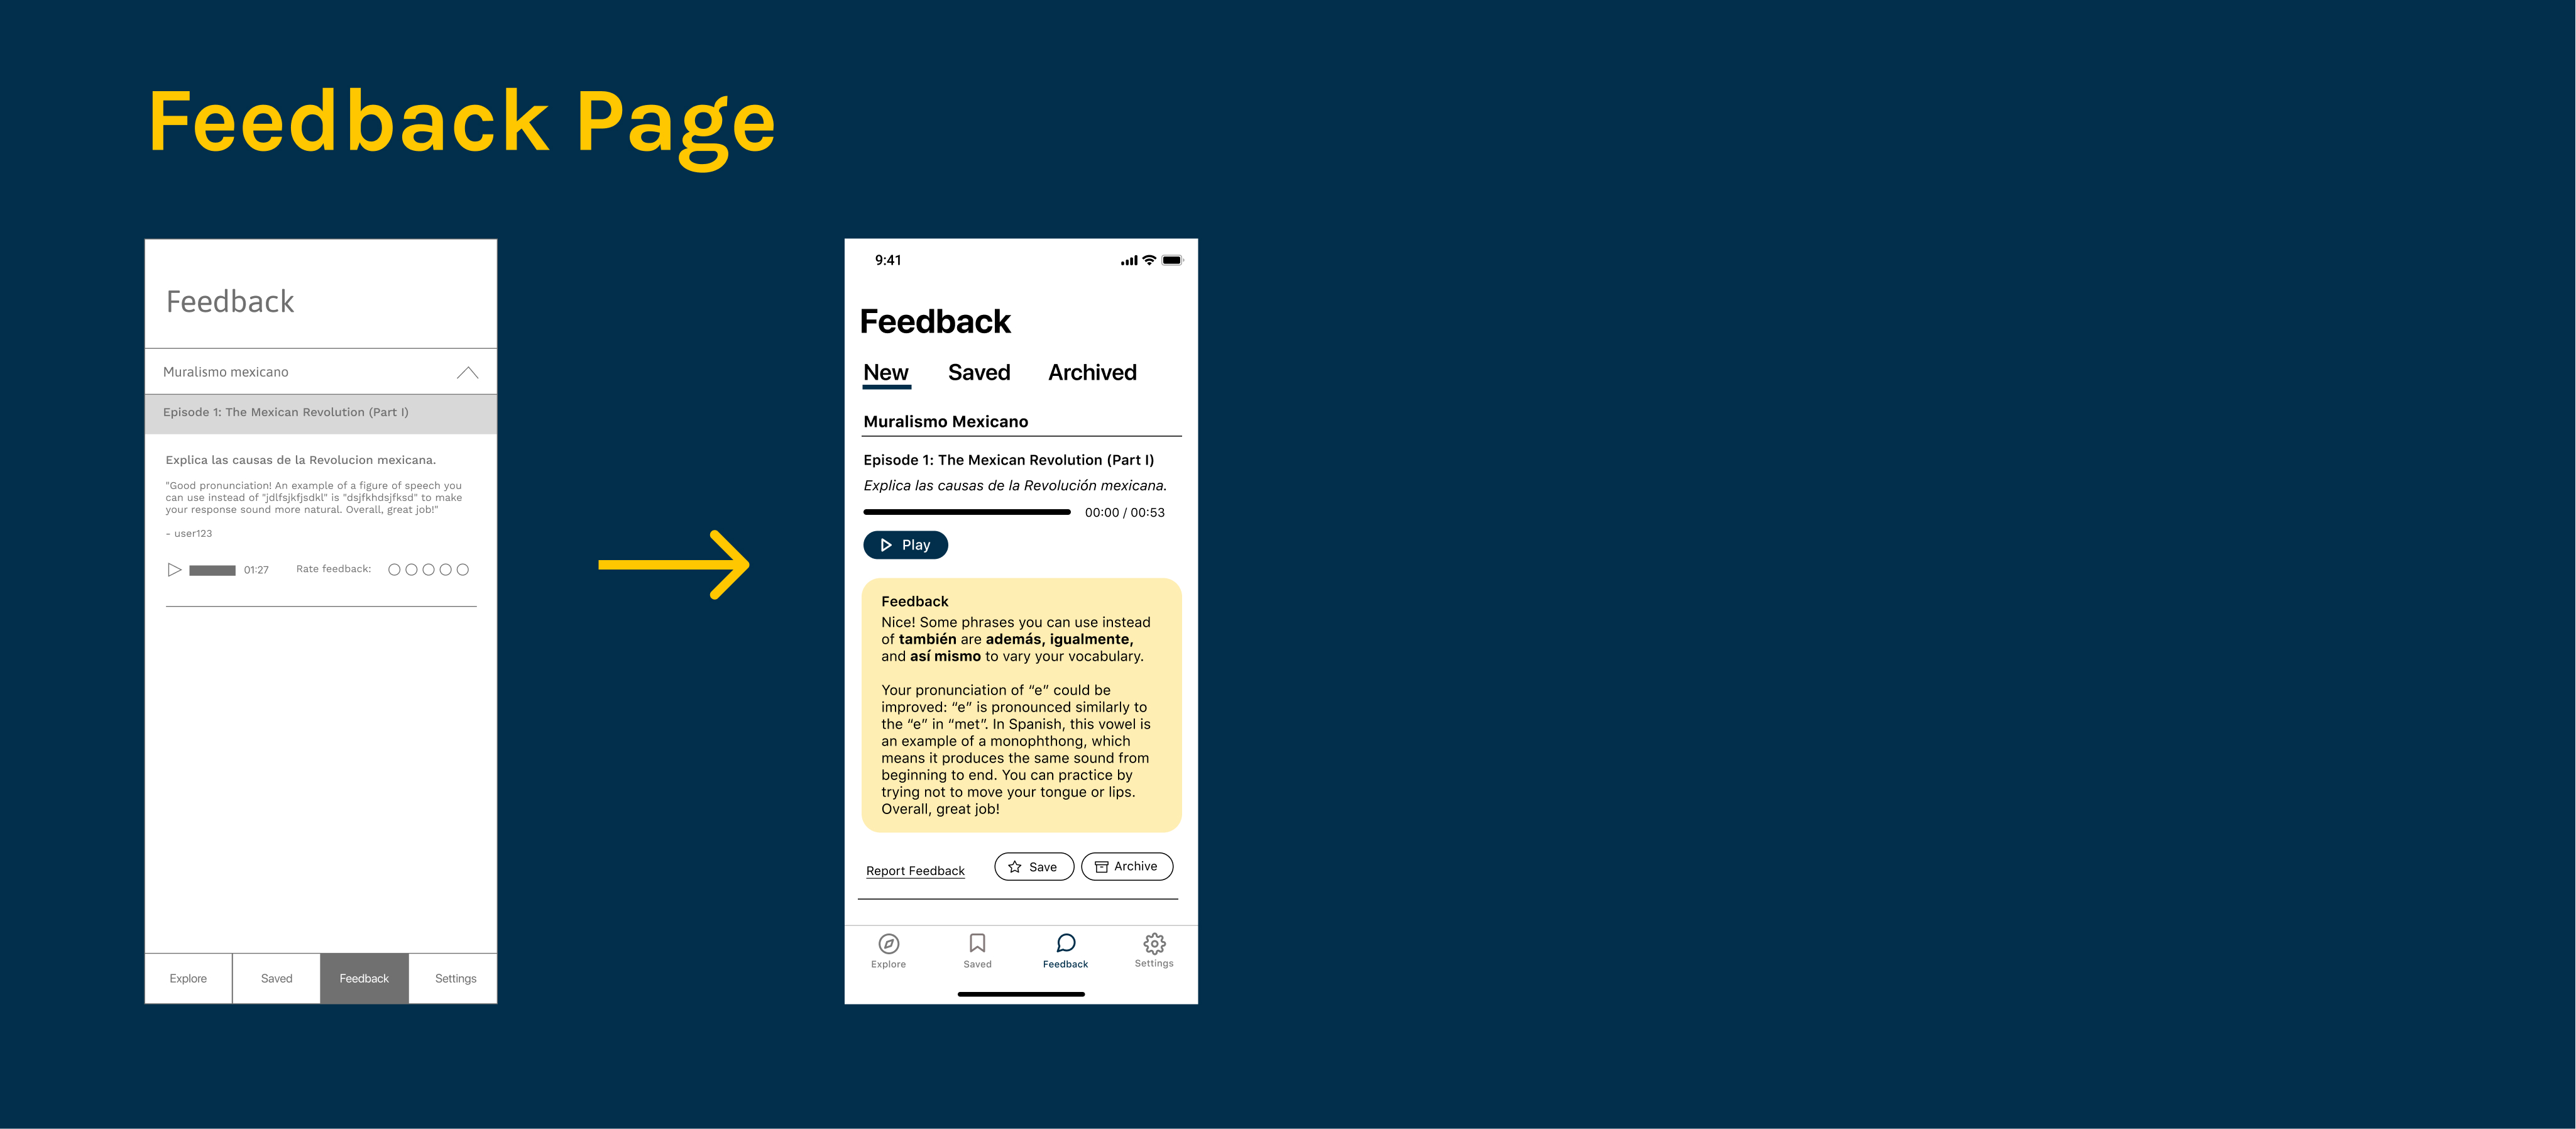 Feedback Page
Feedback
Muralismo mexicano
Episode 1: The Mexican Revolution (Part I)
Explica las causas de la Revolucion mexicana.
"Good pronunciation! An example of a figure of speech you
can use instead of "jdlfsjkfjsdkl" is "dsjfkhdsjfksd" to make
your response sound more natural. Overall, great job!"
- user123
01:27 Rate feedback:
Explore Saved Feedback Settings
9:41
Feedback
New Saved Archived
Muralismo Mexicano
Episode 1: The Mexican Revolution (Part I)
Explica las causas de la Revolución mexicana.
00:00 / 00:53
Play
Feedback
Nice! Some phrases you can use instead
of también are además, igualmente,
and así mismo to vary your vocabulary.
Your pronunciation of “e” could be
improved: “e” is pronounced similarly to
the “e” in “met”. In Spanish, this vowel is
an example of a monophthong, which
means it produces the same sound from
beginning to end. You can practice by
trying not to move your tongue or lips.
Overall, great job!
Report Feedback Save Archive
Explore Saved Feedback Settings